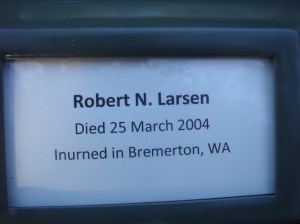 Robert N. Larsen
Died 25 March 2004
Inurned in Bremerton, WA